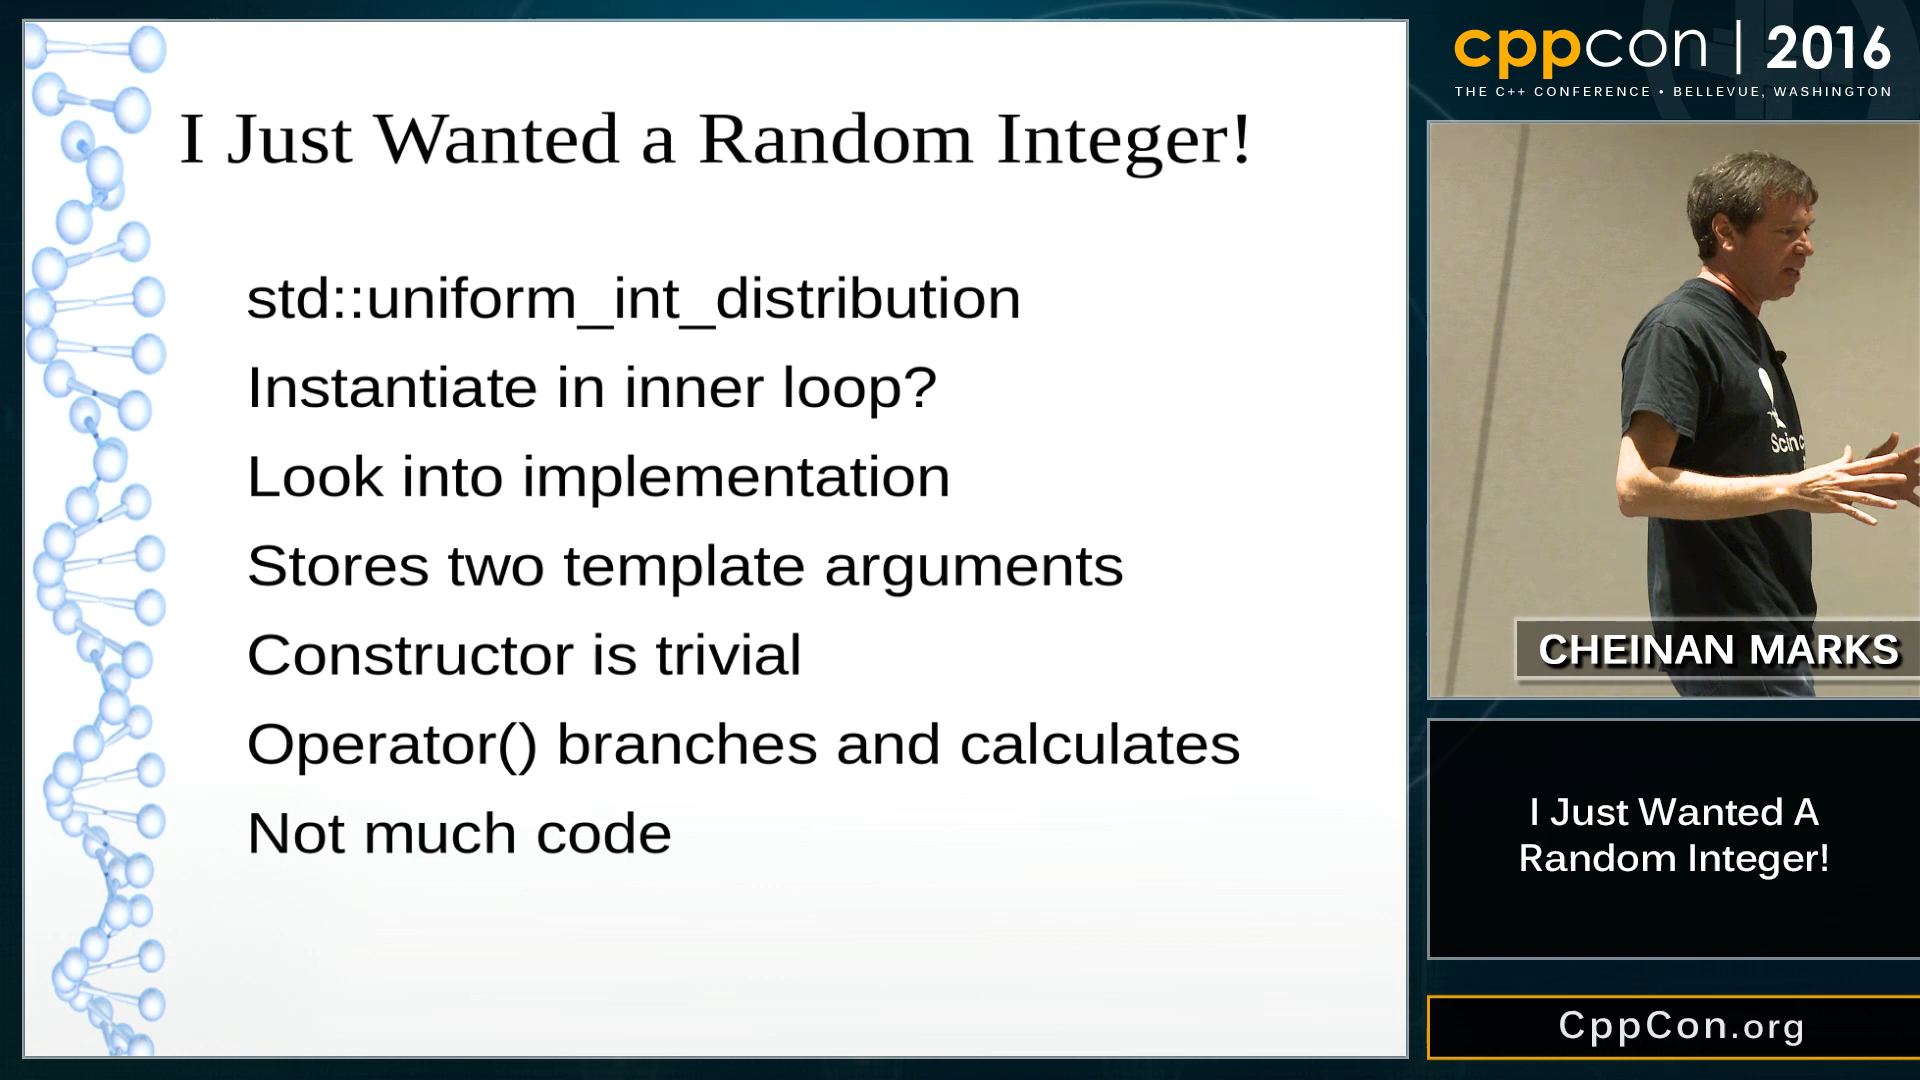 I Just Wanted a Random Integer!
std::uniform_int_distribution
Instantiate in inner loop?
Look into implementation
Stores two template arguments
Constructor is trivial
Operator() branches and calculates
Not much code
cppcon | 2016
THE C++ CONFERENCE • BELLEVUE, WASHINGTON
CHEINAN MARKS
I Just Wanted A
Random Integer!
CppCon.org